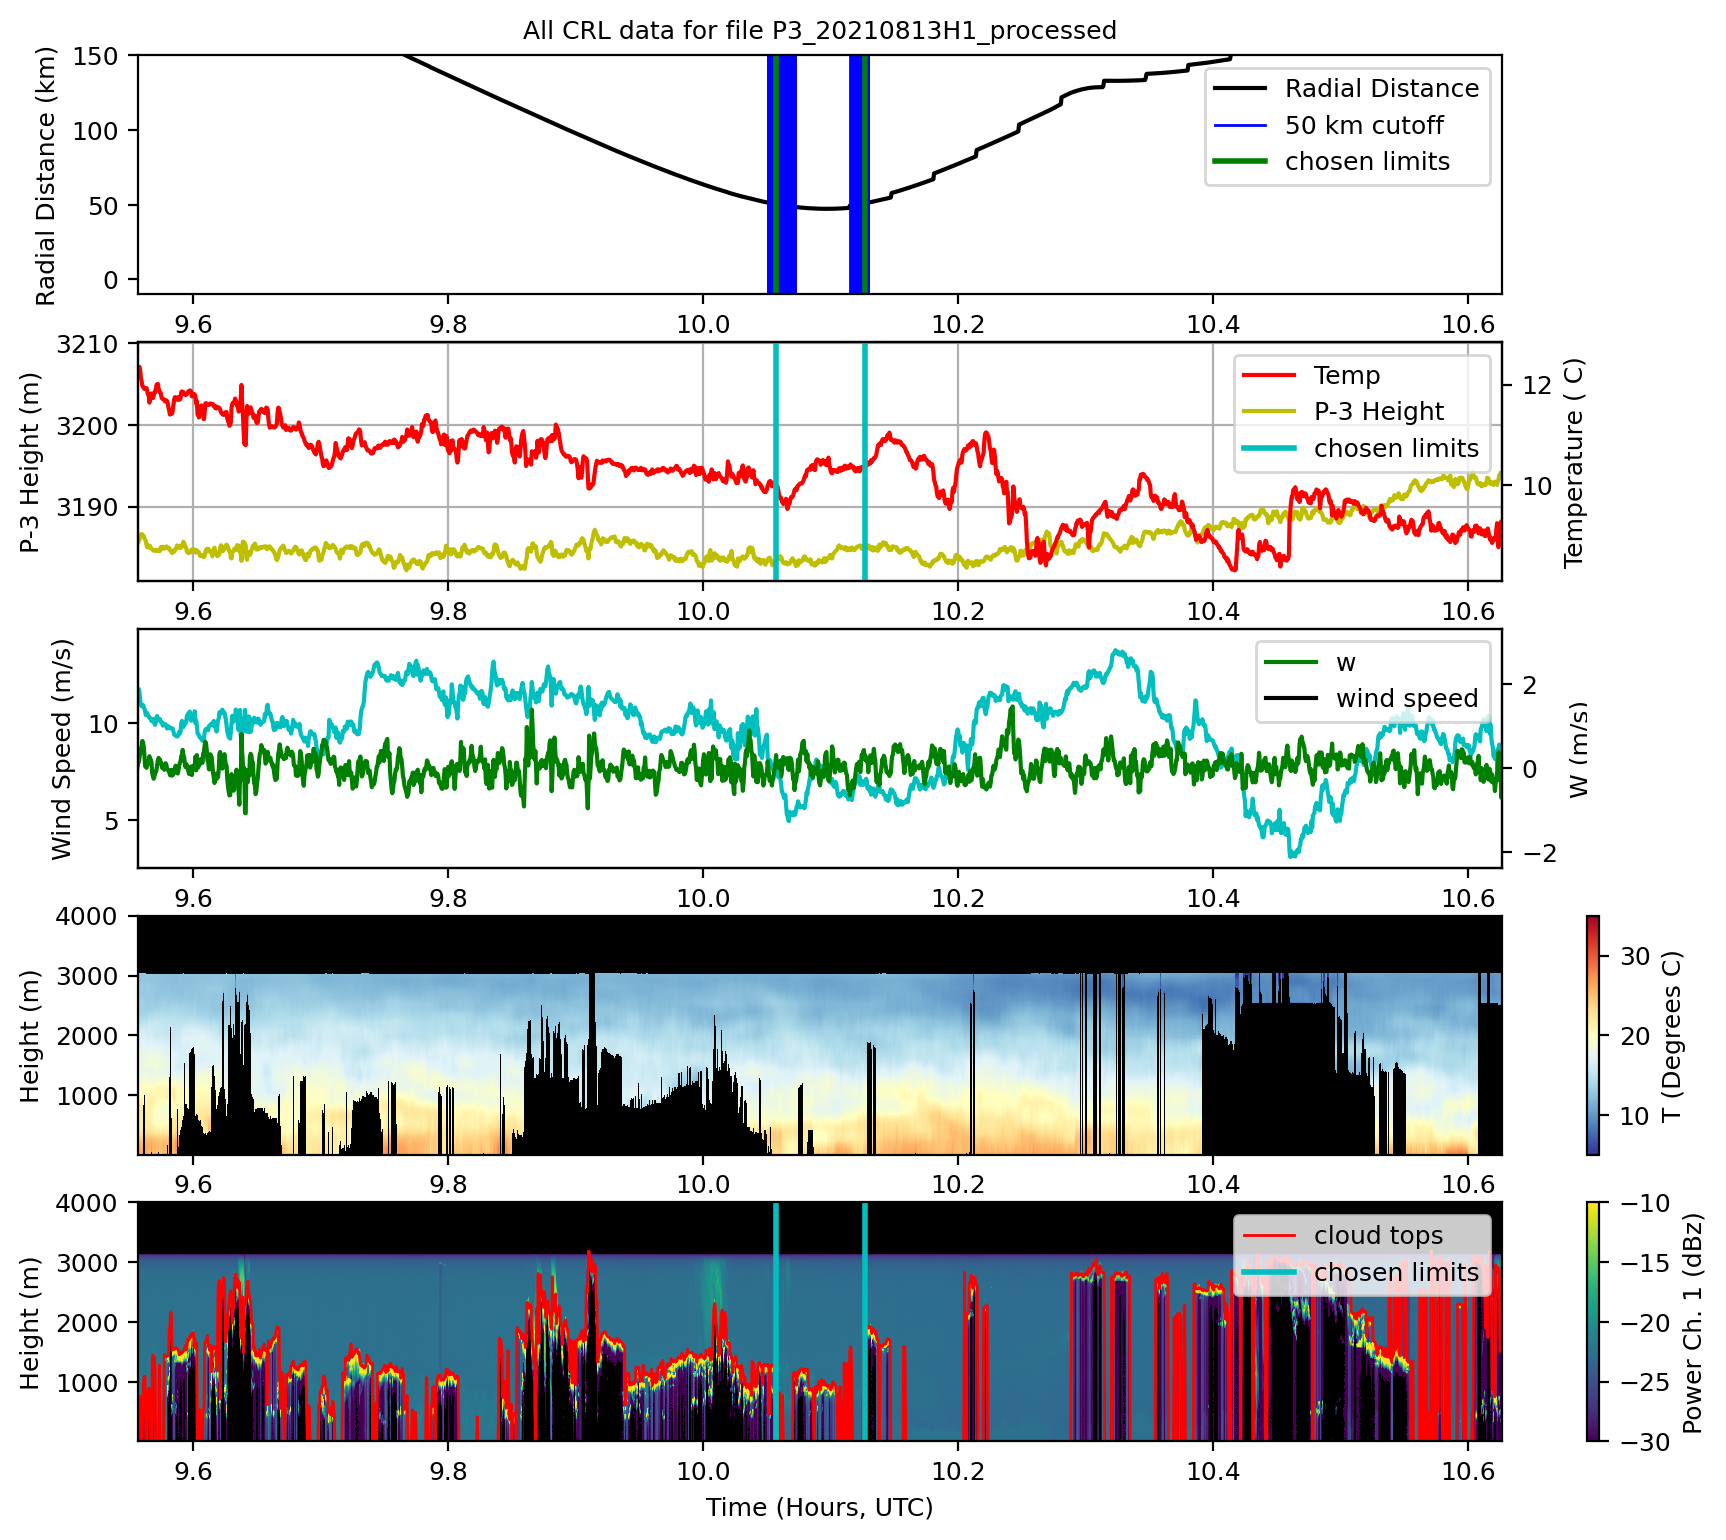 All CRL data for file P3_20210813H1_processed
Radial Distance (km)
150
100
50
0
Radial Distance
50 km cutoff
chosen limits
9.6 9.8 10.0 10.2 10.4 10.6
P-3 Height (m)
3210
3200
3190
Temp
P-3 Height
chosen limits
12
10
Temperature ( C)
9.6 9.8 10.0 10.2 10.4 10.6
Wind Speed (m/s)
10
5
w
wind speed
2
0
−2
W (m/s)
9.6 9.8 10.0 10.2 10.4 10.6
Height (m)
4000
3000
2000
1000
30
20
10
T (Degrees C)
9.6 9.8 10.0 10.2 10.4 10.6
Height (m)
4000
3000
2000
1000
cloud tops
chosen limits
−10
−15
−20
−25
−30
Power Ch. 1 (dBz)
9.6 9.8 10.0 10.2 10.4 10.6
Time (Hours, UTC)